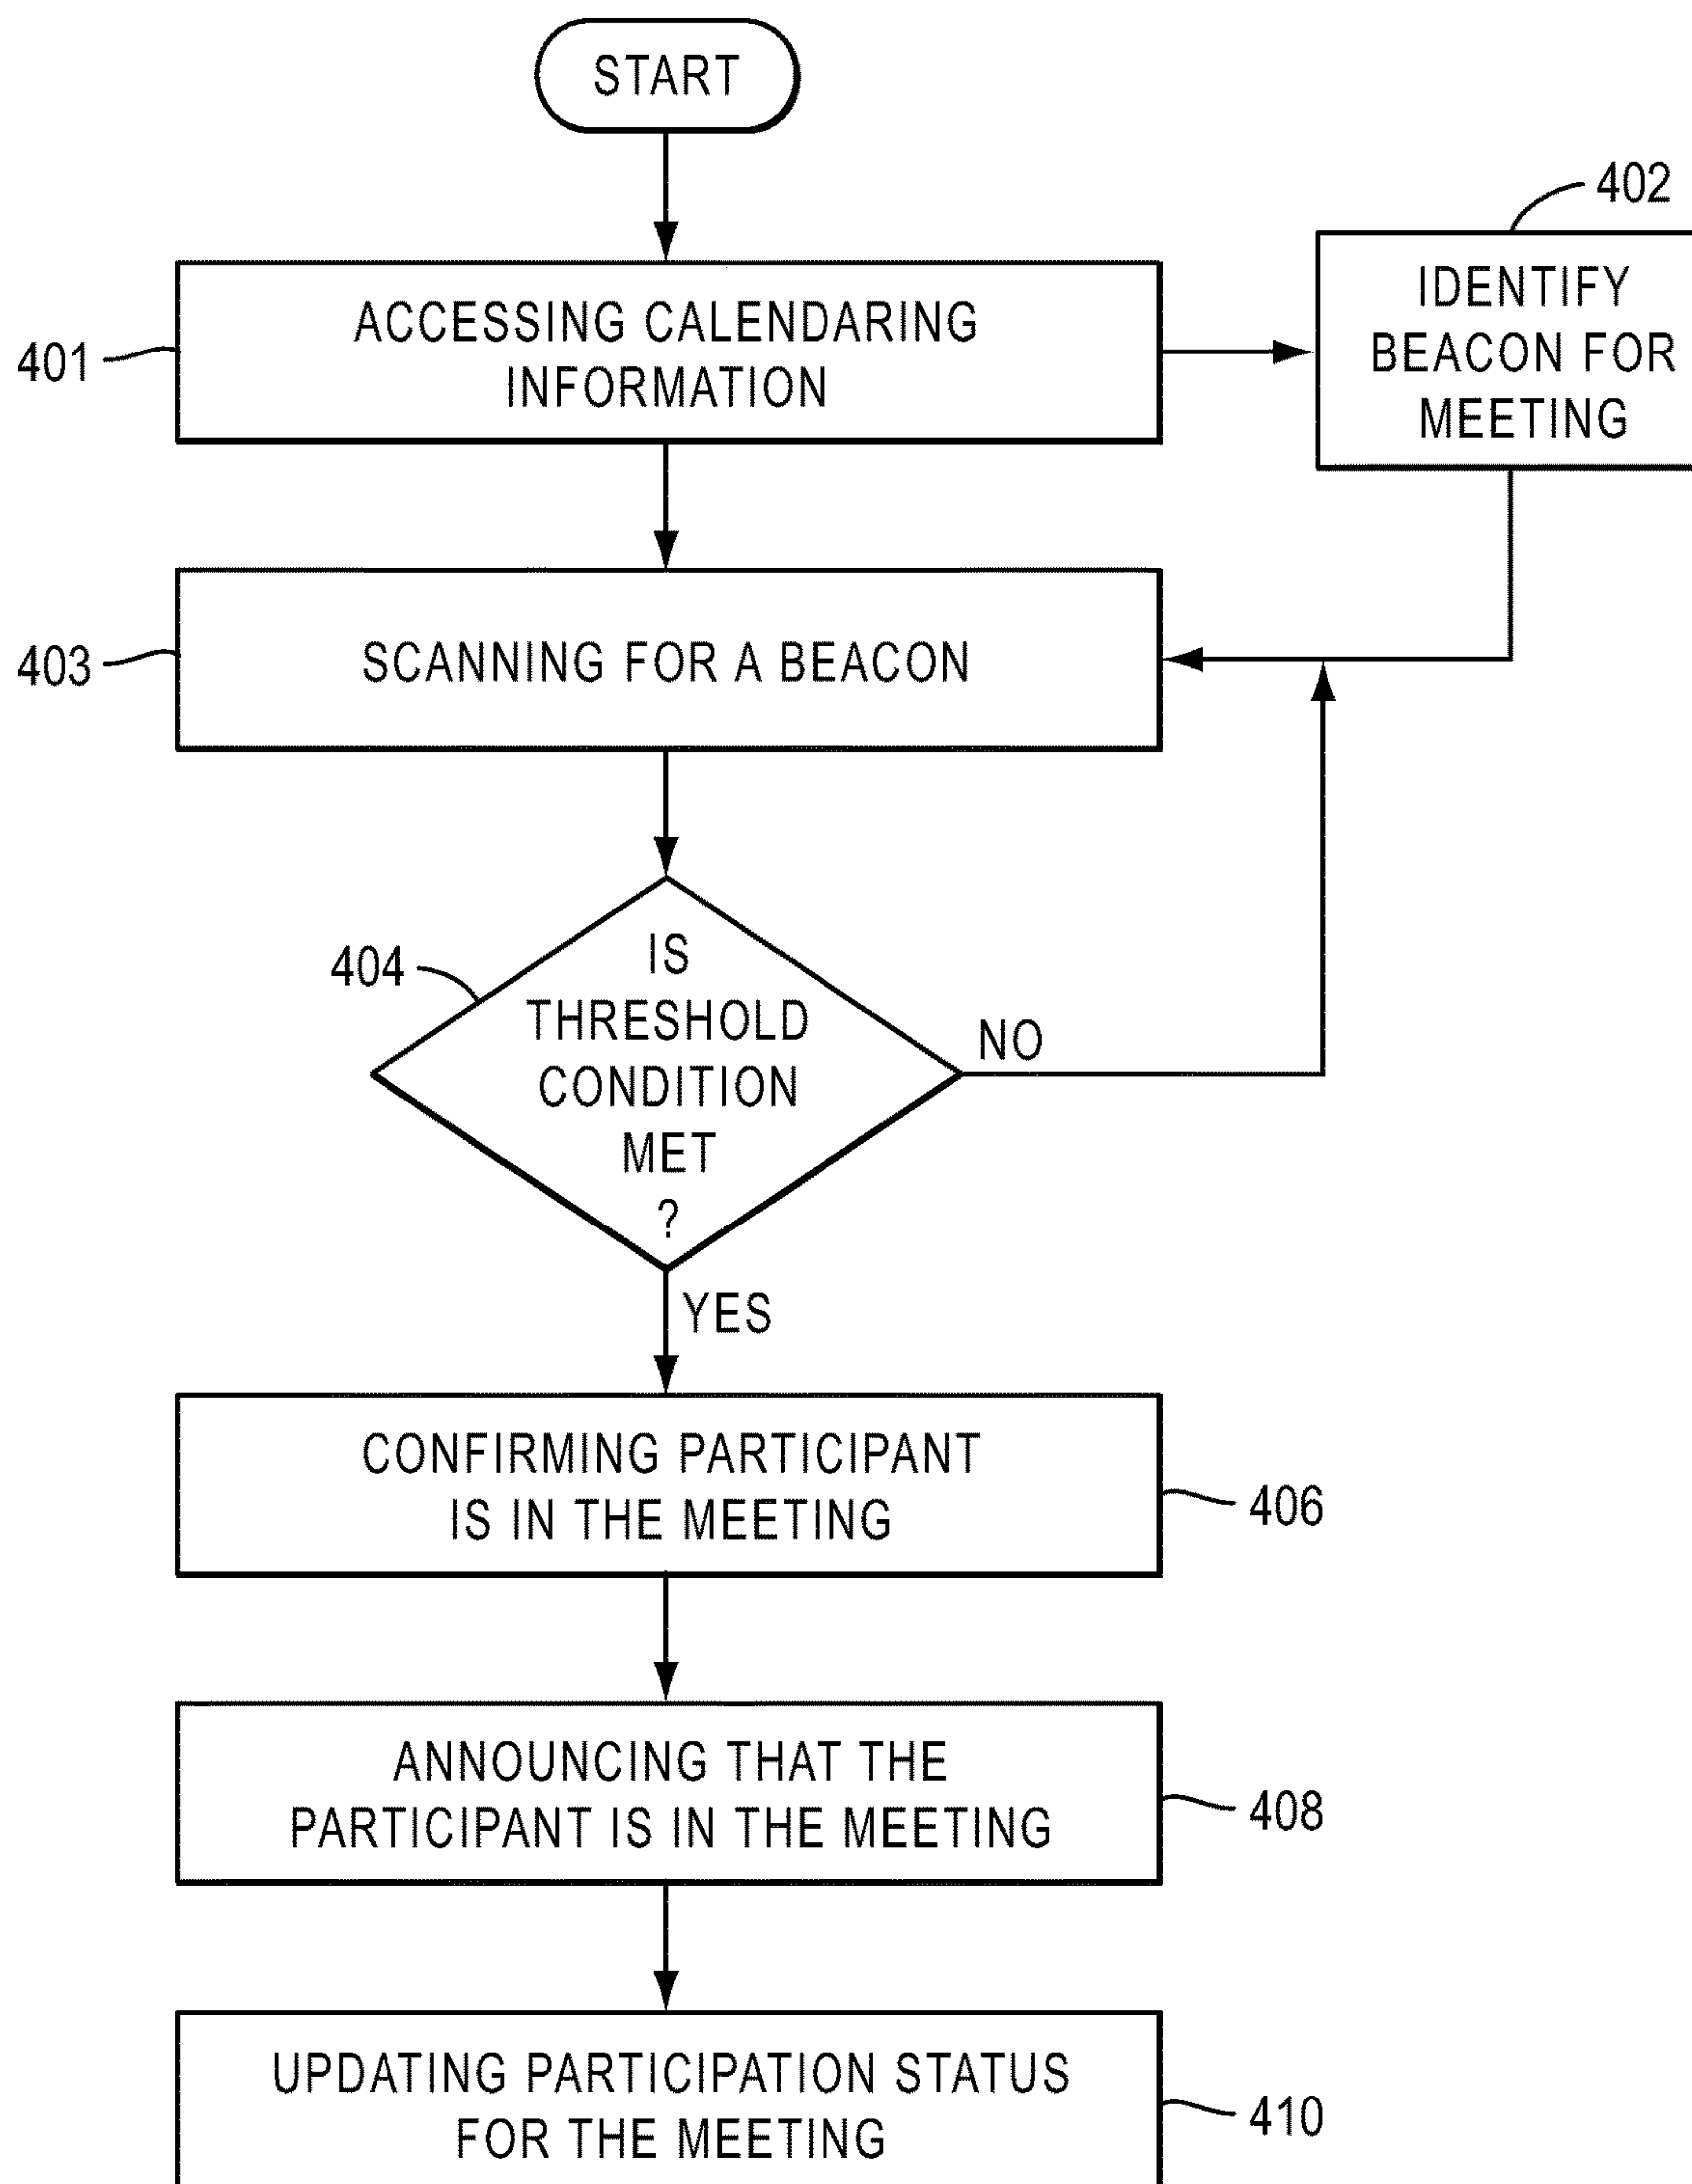 START
402
IDENTIFY
BEACON FOR
MEETING
ACCESSING CALENDARING
INFORMATION
401
SCANNING FOR A BEACON
403
404
IS
THRESHOLD
CONDITION
MET
?
NO
YES
CONFIRMING PARTICIPANT
IS IN THE MEETING
406
ANNOUNCING THAT THE
PARTICIPANT IS IN THE MEETING
408
UPDATING PARTICIPATION STATUS
FOR THE MEETING
410